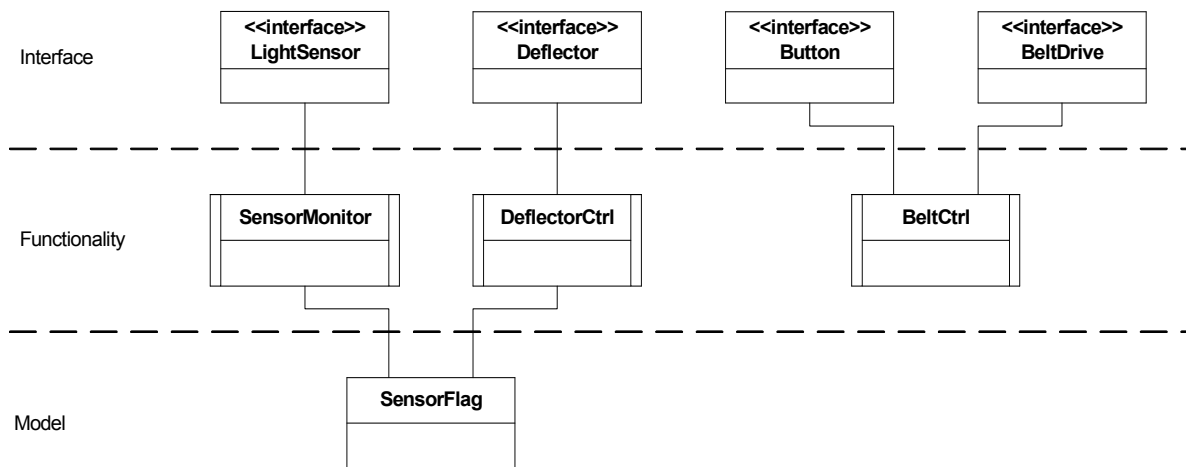 <<interface>>
LightSensor
<<interface>>
Deflector
<<interface>>
Button
<<interface>>
BeltDrive
Interface
SensorMonitor
DeflectorCtrl
BeltCtrl
Functionality
SensorFlag
Model